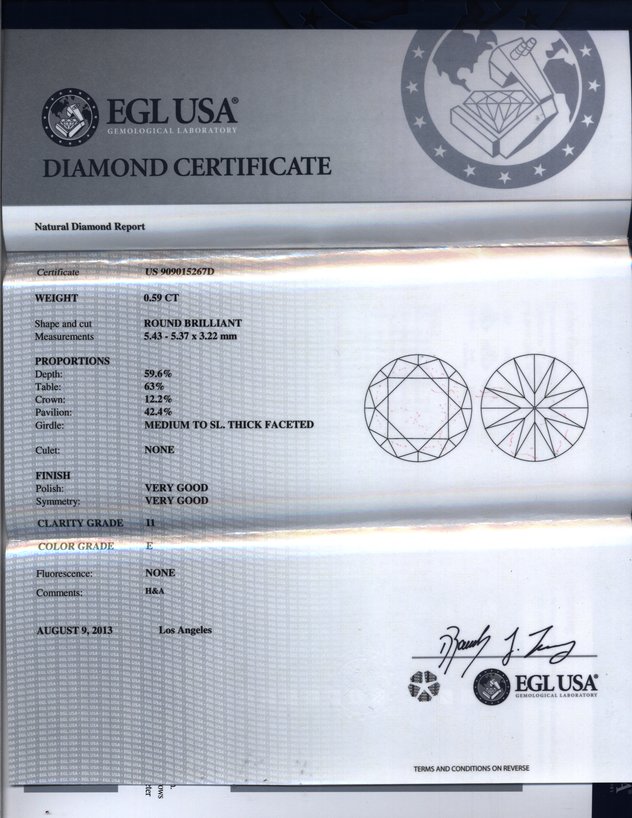 EGL USA®
GEMOLOGICAL LABORATORY
DIAMOND CERTIFICATE
Natural Diamond Report
Certificate US 909015267D
WEIGHT 0.59 CT
Shape and cut ROUND BRILLIANT
Measurements 5.43 - 5.37 x 3.22 mm
PROPORTIONS
Depth: 59.6%
Table: 63%
Crown: 12.2%
Pavilion: 42.4%
Girdle: MEDIUM TO SL. THICK FACETED
Culet: NONE
FINISH
Polish: VERY GOOD
Symmetry: VERY GOOD
CLARITY GRADE I1
COLOR GRADE E
Fluorescence: NONE
Comments: H&A
AUGUST 9, 2013 Los Angeles
EGL USA®
GEMOLOGICAL LABORATORY
TERMS AND CONDITIONS ON REVERSE